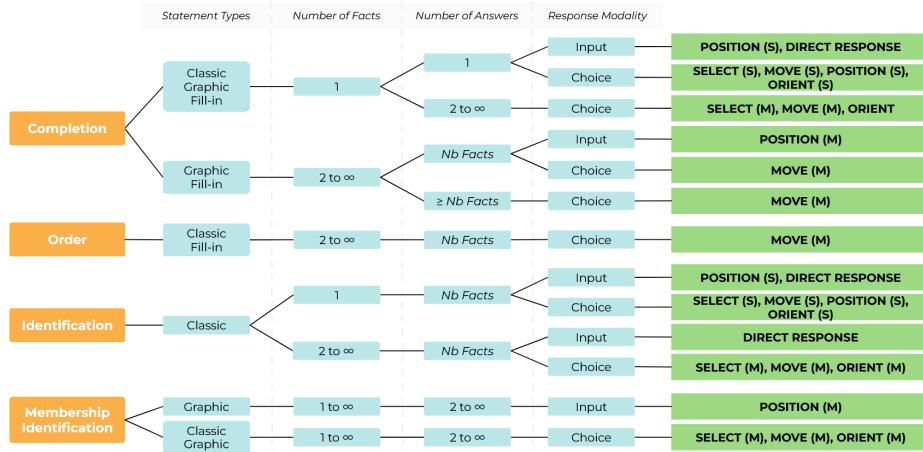 Statement Types Number of Facts Number of Answers Response Modality
Input POSITION (S), DIRECT RESPONSE
1
Classic
Graphic
Fill-in
1
Choice SELECT (S), MOVE (S), POSITION (S),
ORIENT (S)
2 to ∞ Choice SELECT (M), MOVE (M), ORIENT
Completion
Input POSITION (M)
Nb Facts
Graphic
Fill-in
2 to ∞
Choice MOVE (M)
≥ Nb Facts Choice MOVE (M)
Order
Classic
Fill-in
2 to ∞ Nb Facts Choice MOVE (M)
Input POSITION (S), DIRECT RESPONSE
1 Nb Facts
Choice SELECT (S), MOVE (S), POSITION (S),
ORIENT (S)
Identification Classic
Input DIRECT RESPONSE
2 to ∞ Nb Facts
Choice SELECT (M), MOVE (M), ORIENT (M)
Membership
Identification
Graphic 1 to ∞ 2 to ∞ Input POSITION (M)
Classic
Graphic
1 to ∞ 2 to ∞ Choice SELECT (M), MOVE (M), ORIENT (M)